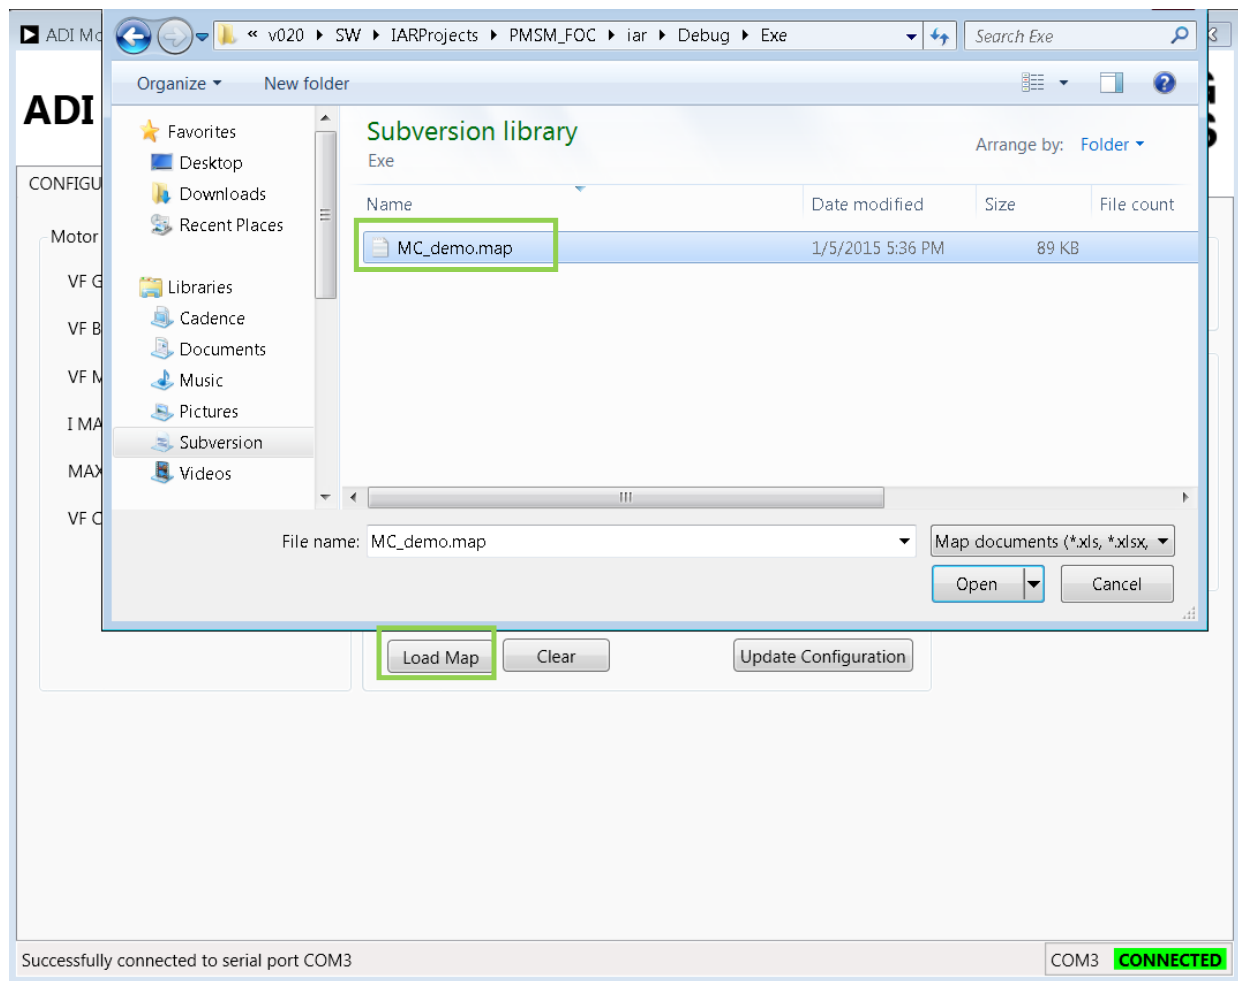 ADI Mo
« v020 ▸ SW ▸ IARProjects ▸ PMSM_FOC ▸ iar ▸ Debug ▸ Exe
Search Exe
Organize
New folder
ADI
Favorites
Desktop
Downloads
Recent Places
Libraries
Cadence
Documents
Music
Pictures
Subversion
Videos
Subversion library
Exe
Arrange by: Folder
Name Date modified Size File count
MC_demo.map 1/5/2015 5:36 PM 89 KB
CONFIGU
Motor
VF G
VF B
VF M
I MA
MAX
VF C
File name: MC_demo.map
Map documents (*.xls, *.xlsx,
Open
Cancel
Load Map
Clear
Update Configuration
Successfully connected to serial port COM3
COM3 CONNECTED